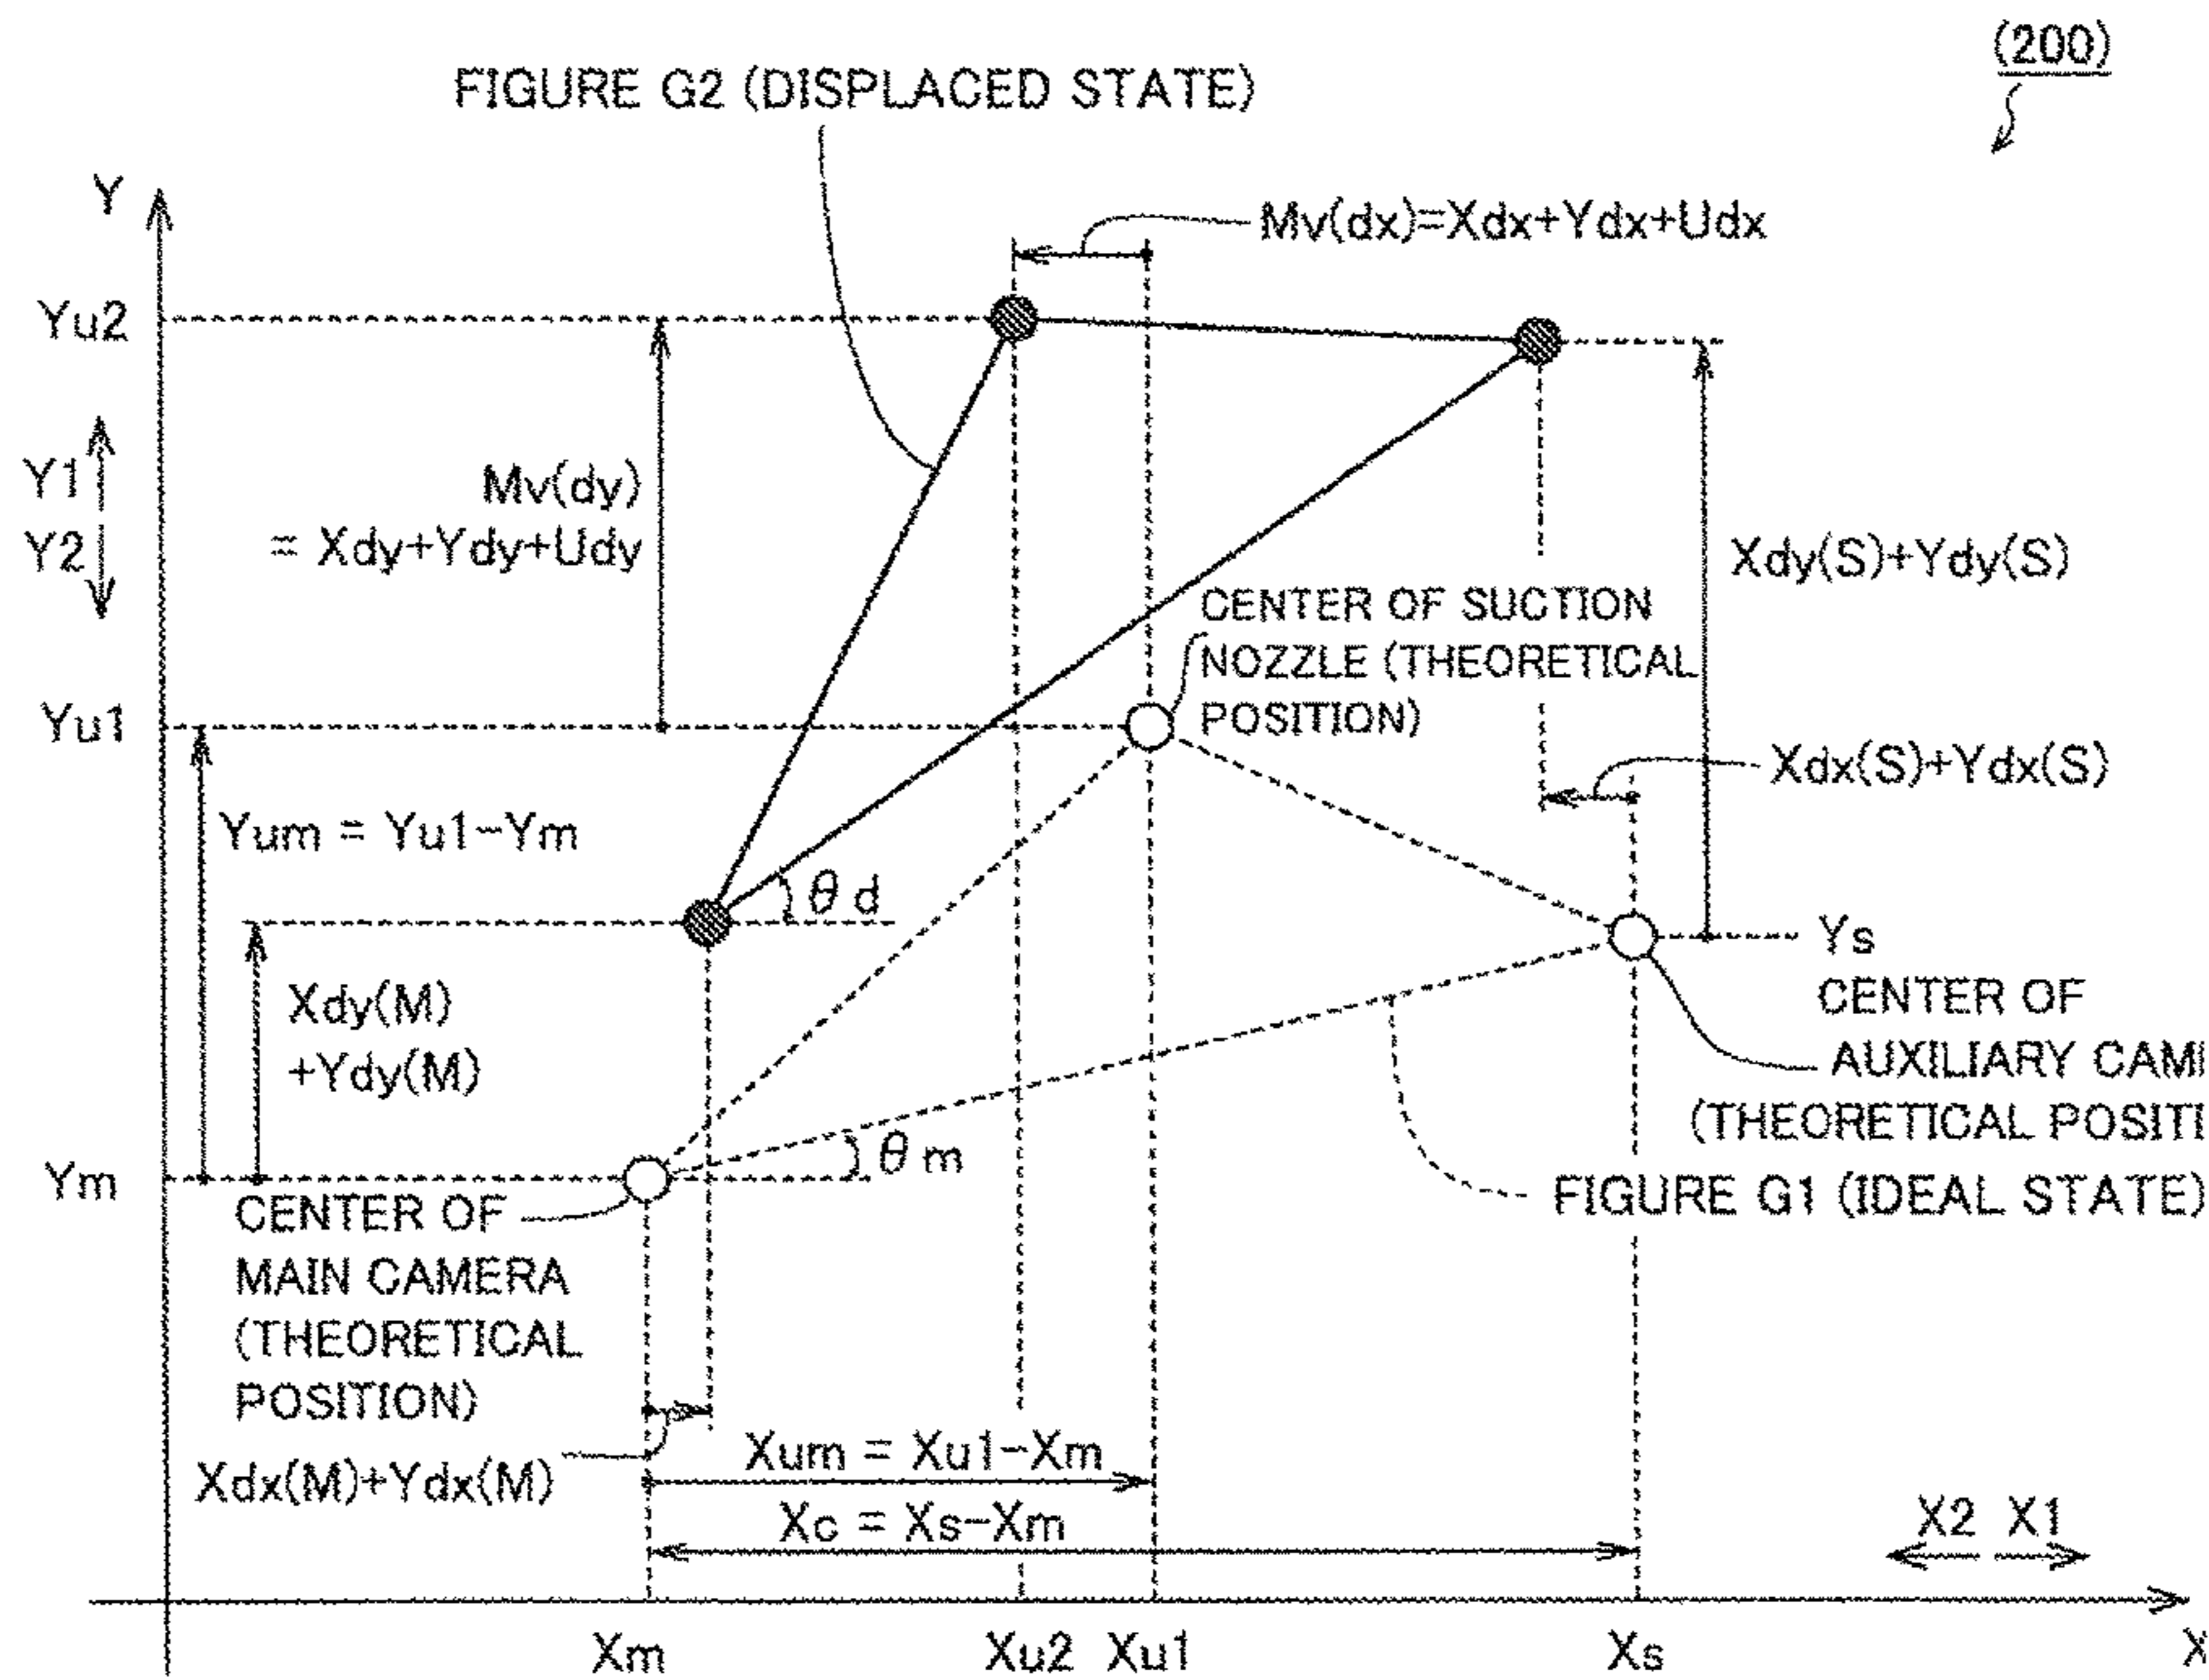 (200)
FIGURE G2 (DISPLACED STATE)
Y
Mv(dx)=Xdx+Ydx+Udx
Yu2
Y1
Y2
Mv(dy)
= Xdy+Ydy+Udy
Xdy(S)+Ydy(S)
CENTER OF SUCTION
NOZZLE (THEORETICAL
POSITION)
Yu1
Xdx(S)+Ydx(S)
Yum = Yu1-Ym
θd
Ys
CENTER OF
AUXILIARY
(THEORETICAL
Xdy(M)
+Ydy(M)
θm
Ym
FIGURE G1 (IDEAL STATE)
CENTER OF
MAIN CAMERA
(THEORETICAL
POSITION)
Xdx(M)+Ydx(M)
Xum = Xu1-Xm
Xc = Xs-Xm
X2 X1
Xm Xu2 Xu1 Xs X